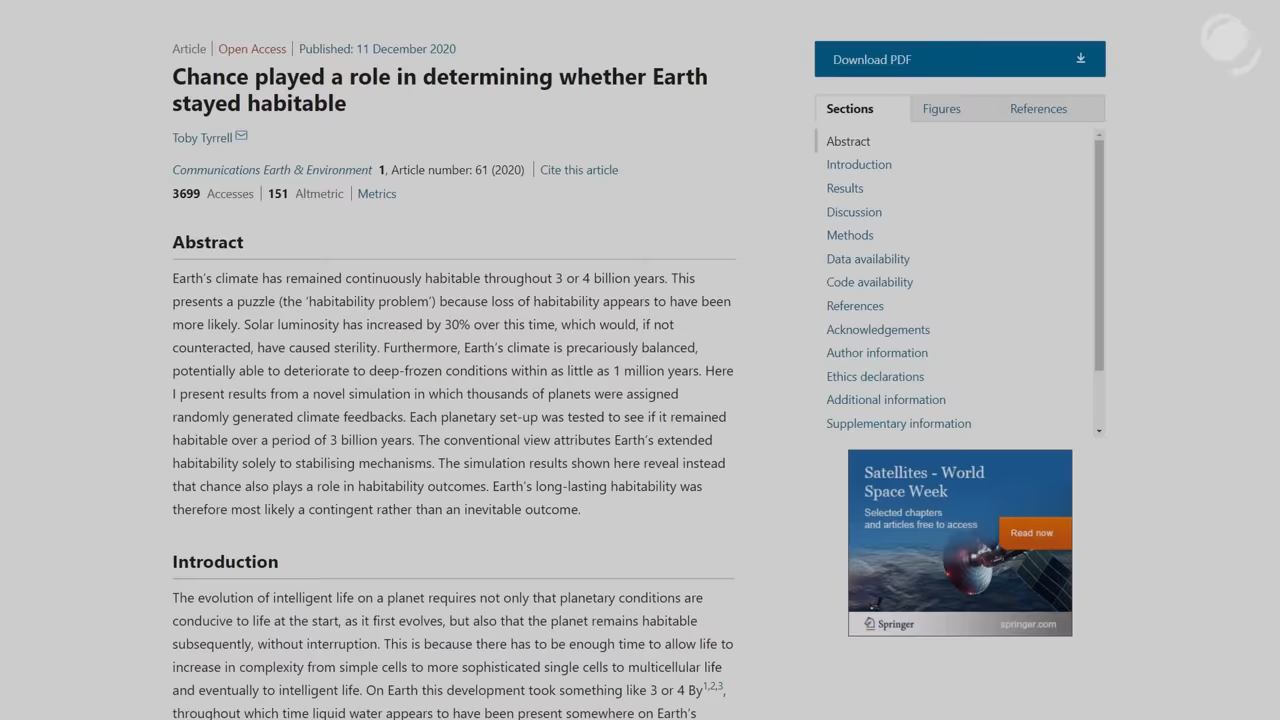 Article | Open Access | Published: 11 December 2020
Chance played a role in determining whether Earth
stayed habitable
Toby Tyrrell
Communications Earth & Environment 1, Article number: 61 (2020) | Cite this article
3699 Accesses | 151 Altmetric | Metrics
Abstract
Earth's climate has remained continuously habitable throughout 3 or 4 billion years. This
presents a puzzle (the 'habitability problem') because loss of habitability appears to have been
more likely. Solar luminosity has increased by 30% over this time, which would, if not
counteracted, have caused sterility. Furthermore, Earth's climate is precariously balanced,
potentially able to deteriorate to deep-frozen conditions within as little as 1 million years. Here
I present results from a novel simulation in which thousands of planets were assigned
randomly generated climate feedbacks. Each planetary set-up was tested to see if it remained
habitable over a period of 3 billion years. The conventional view attributes Earth's extended
habitability solely to stabilising mechanisms. The simulation results shown here reveal instead
that chance also plays a role in habitability outcomes. Earth's long-lasting habitability was
therefore most likely a contingent rather than an inevitable outcome.
Introduction
The evolution of intelligent life on a planet requires not only that planetary conditions are
conducive to life at the start, as it first evolves, but also that the planet remains habitable
subsequently, without interruption. This is because there has to be enough time to allow life to
increase in complexity from simple cells to more sophisticated single cells to multicellular life
and eventually to intelligent life. On Earth this development took something like 3 or 4 By1,2,3,
throughout which time liquid water appears to have been present somewhere on Earth's
Download PDF
Sections Figures References
Abstract
Introduction
Results
Discussion
Methods
Data availability
Code availability
References
Acknowledgements
Author information
Ethics declarations
Additional information
Supplementary information
Satellites - World
Space Week
Selected chapters
and articles free to access
Read now
Springer springer.com